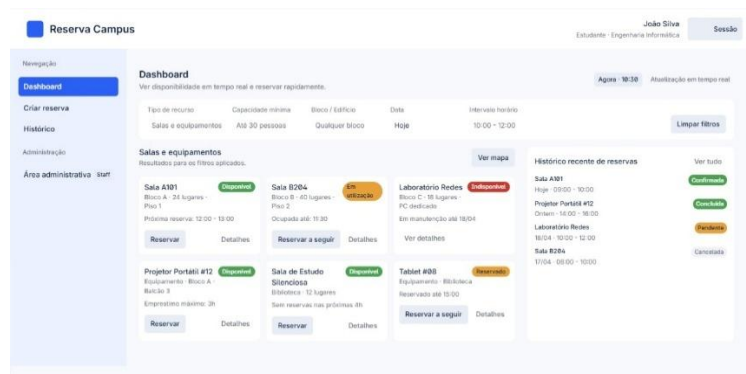 Reserva Campus
João Silva
Estudante · Engenharia Informática
Sessão
Navegação
Dashboard
Criar reserva
Histórico
Administração
Área administrativa Staff
Dashboard
Ver disponibilidade em tempo real e reservar rapidamente.
Agora · 10:30
Atualização em tempo real
Tipo de recurso
Capacidade mínima
Bloco / Edifício
Data
Intervalo horário
Salas e equipamentos
Até 30 pessoas
Qualquer bloco
Hoje
10:00 - 12:00
Limpar filtros
Salas e equipamentos
Resultados para os filtros aplicados.
Ver mapa
Sala A101
Disponível
Bloco A · 24 lugares ·
Piso 1
Próxima reserva: 12:00 - 13:00
Reservar
Detalhes
Sala B204
Em
utilização
Bloco B · 40 lugares ·
Piso 2
Ocupada até: 11:30
Reservar a seguir
Detalhes
Laboratório Redes
Indisponível
Bloco C · 18 lugares ·
PC dedicado
Em manutenção até 18/04
Ver detalhes
Projetor Portátil #12
Disponível
Equipamento · Bloco A ·
Balcão 3
Empréstimo máximo: 3h
Reservar
Detalhes
Sala de Estudo
Silenciosa
Disponível
Biblioteca · 12 lugares
Sem reservas nas próximas 4h
Reservar
Detalhes
Tablet #08
Reservado
Equipamento · Biblioteca
Reservado até 15:00
Reservar a seguir
Detalhes
Histórico recente de reservas
Ver tudo
Sala A101
Hoje · 09:00 - 10:00
Confirmada
Projetor Portátil #12
Ontem · 14:00 - 16:00
Concluída
Laboratório Redes
18/04 · 10:00 - 12:00
Pendente
Sala B204
17/04 · 08:00 - 10:00
Cancelada